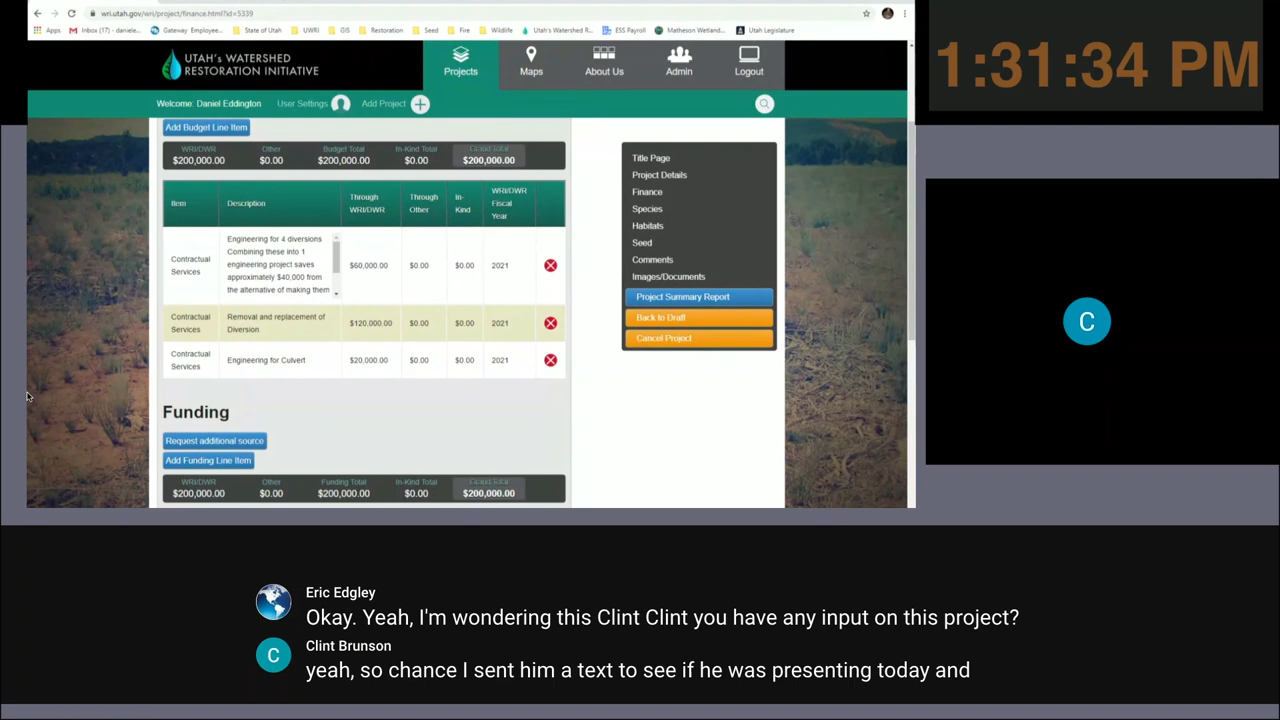 wri.utah.gov/wri/project/finance.html?id=5339
Apps Inbox (17) - daniele... Gateway Employee... State of Utah UWRI GIS Restoration Seed Fire Wildlife Utah's Watershed R... ESS Payroll Matheson Wetland... Utah Legislature
1:31:34 PM
UTAH'S WATERSHED
RESTORATION INITIATIVE
Projects Maps About Us Admin Logout
Welcome: Daniel Eddington User Settings Add Project
Add Budget Line Item
WRI/DWR Other Budget Total In-Kind Total Grand Total
$200,000.00 $0.00 $200,000.00 $0.00 $200,000.00
Item Description Through WRI/DWR Through Other In-Kind WRI/DWR Fiscal Year
Contractual Services
Engineering for 4 diversions
Combining these into 1
engineering project saves
approximately $40,000 from
the alternative of making them
$60,000.00 $0.00 $0.00 2021
Contractual Services
Removal and replacement of
Diversion.
$120,000.00 $0.00 $0.00 2021
Contractual Services
Engineering for Culvert
$20,000.00 $0.00 $0.00 2021
Funding
Request additional source
Add Funding Line Item
WRI/DWR Other Funding Total In-Kind Total Grand Total
$200,000.00 $0.00 $200,000.00 $0.00 $200,000.00
Title Page
Project Details
Finance
Species
Habitats
Seed
Comments
Images/Documents
Project Summary Report
Back to Draft
Cancel Project
C
Eric Edgley
Okay. Yeah, I'm wondering this Clint Clint you have any input on this project?
C
Clint Brunson
yeah, so chance I sent him a text to see if he was presenting today and